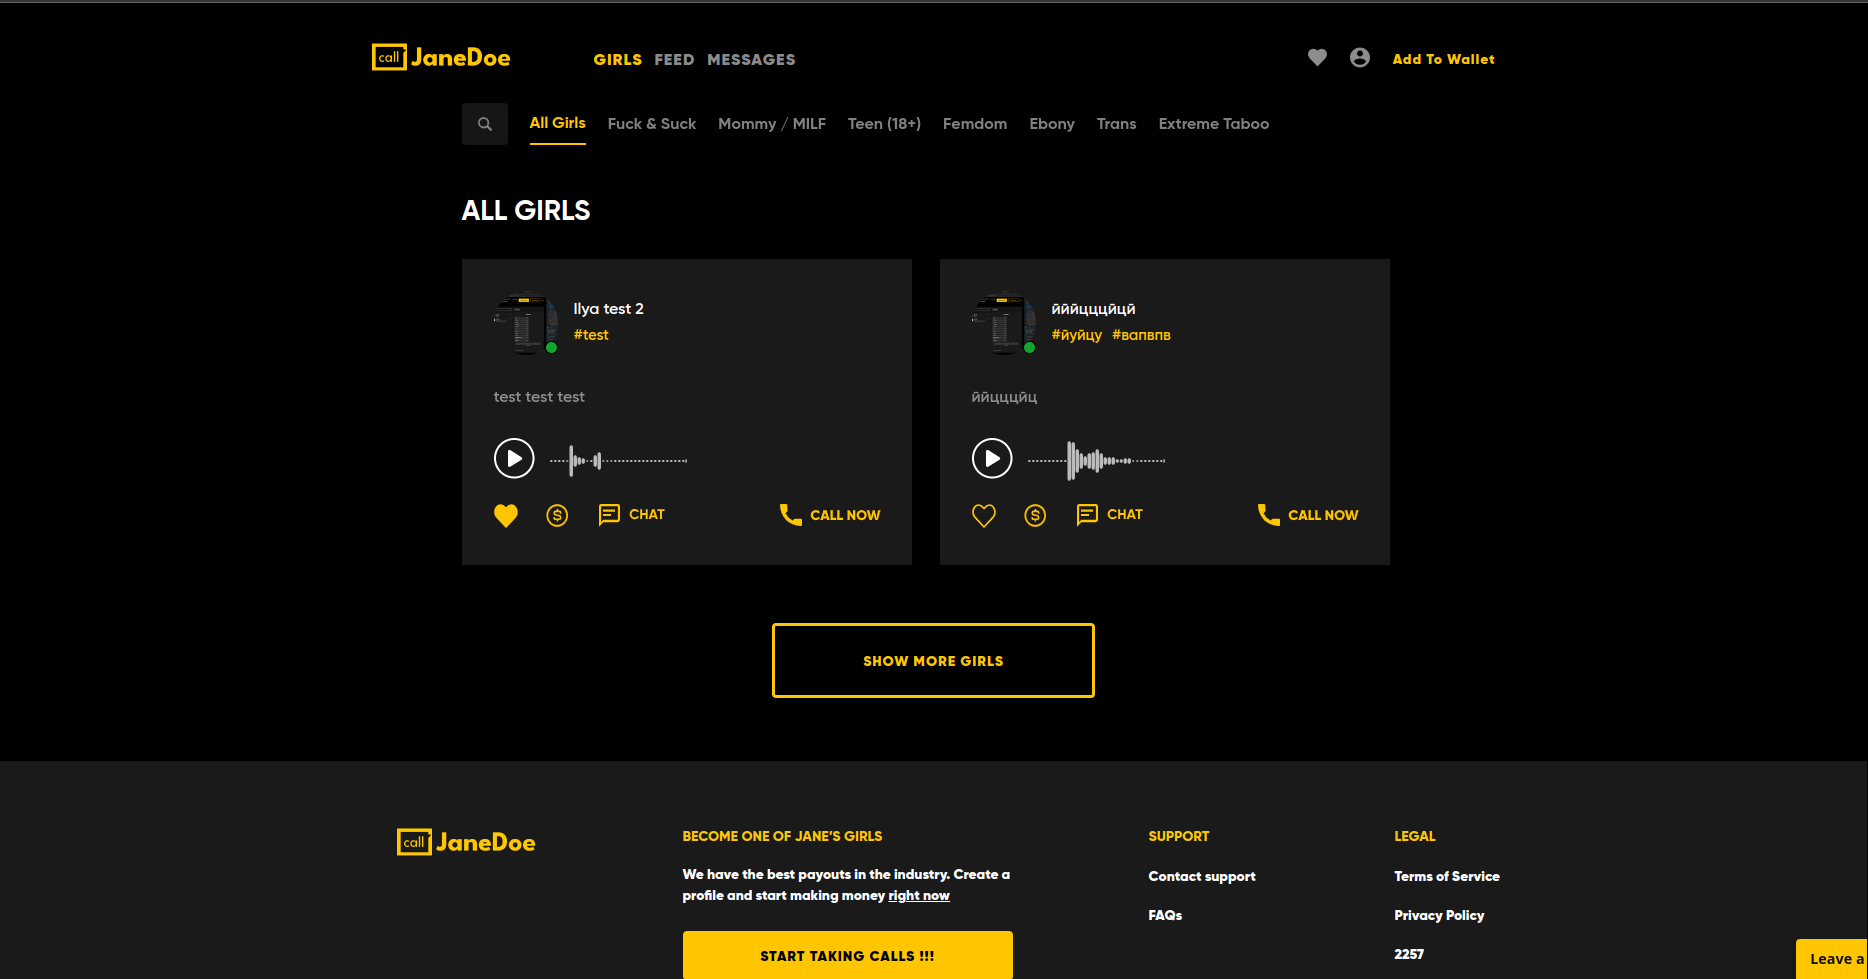 call JaneDoe
GIRLS FEED MESSAGES
Add To Wallet
All Girls Fuck & Suck Mommy / MILF Teen (18+) Femdom Ebony Trans Extreme Taboo
ALL GIRLS
Ilya test 2
#test
test test test
CHAT
CALL NOW
йййцццйцй
#йуйцу #вапвпв
ййцццйц
CHAT
CALL NOW
SHOW MORE GIRLS
call JaneDoe
BECOME ONE OF JANE'S GIRLS
We have the best payouts in the industry. Create a
profile and start making money right now
START TAKING CALLS !!!
SUPPORT
Contact support
FAQs
LEGAL
Terms of Service
Privacy Policy
2257
Leave a